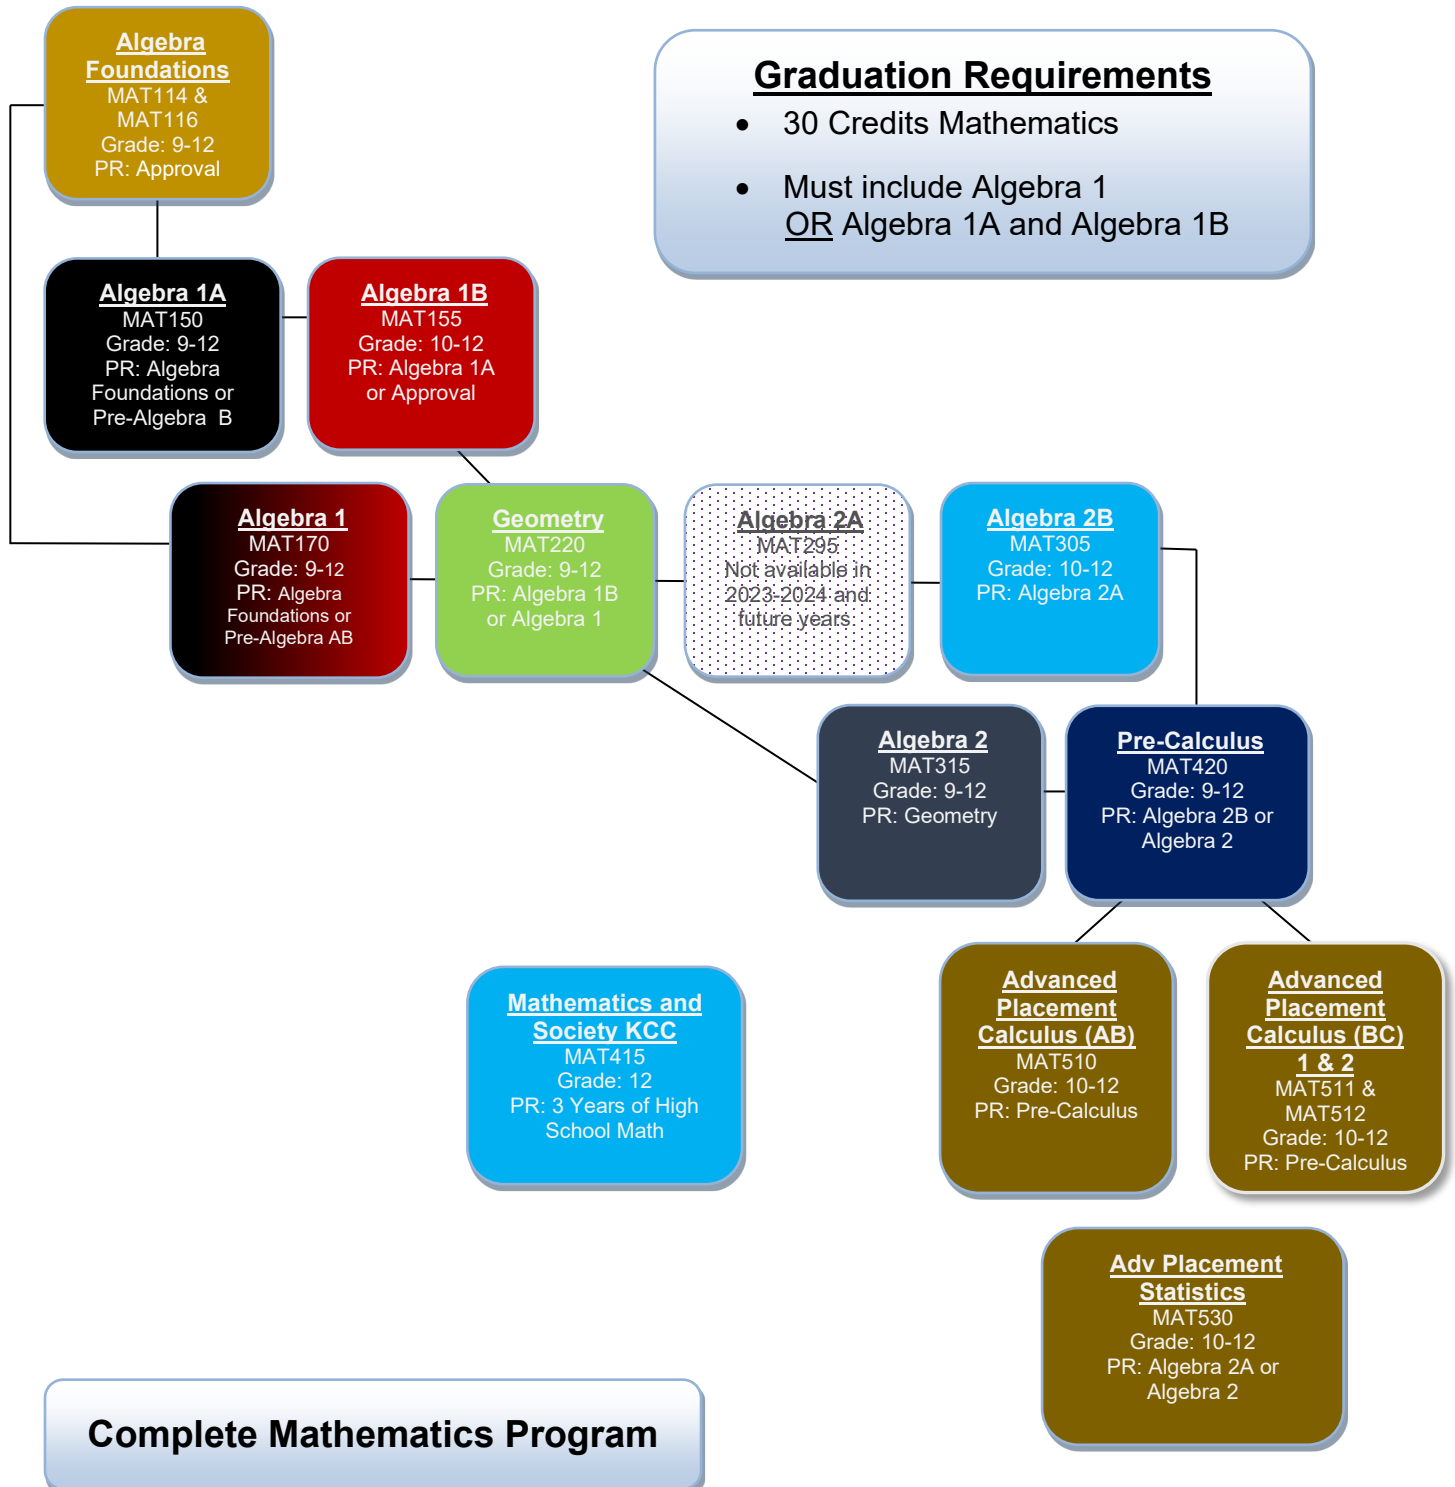 Algebra
Foundations
MAT114 &
MAT116
Grade: 9-12
PR: Approval
Graduation Requirements
• 30 Credits Mathematics
• Must include Algebra 1
OR Algebra 1A and Algebra 1B
Algebra 1A
MAT150
Grade: 9-12
PR: Algebra
Foundations or
Pre-Algebra B
Algebra 1B
MAT155
Grade: 10-12
PR: Algebra 1A
or Approval
Algebra 1
MAT170
Grade: 9-12
PR: Algebra
Foundations or
Pre-Algebra AB
Geometry
MAT220
Grade: 9-12
PR: Algebra 1B
or Algebra 1
Algebra 2A
MAT295
Not available in
2023-2024 and
future years.
Algebra 2B
MAT305
Grade: 10-12
PR: Algebra 2A
Algebra 2
MAT315
Grade: 9-12
PR: Geometry
Pre-Calculus
MAT420
Grade: 9-12
PR: Algebra 2B or
Algebra 2
Mathematics and
Society KCC
MAT415
Grade: 12
PR: 3 Years of High
School Math
Advanced
Placement
Calculus (AB)
MAT510
Grade: 10-12
PR: Pre-Calculus
Advanced
Placement
Calculus (BC)
1 & 2
MAT511 &
MAT512
Grade: 10-12
PR: Pre-Calculus
Adv Placement
Statistics
MAT530
Grade: 10-12
PR: Algebra 2A or
Algebra 2
Complete Mathematics Program